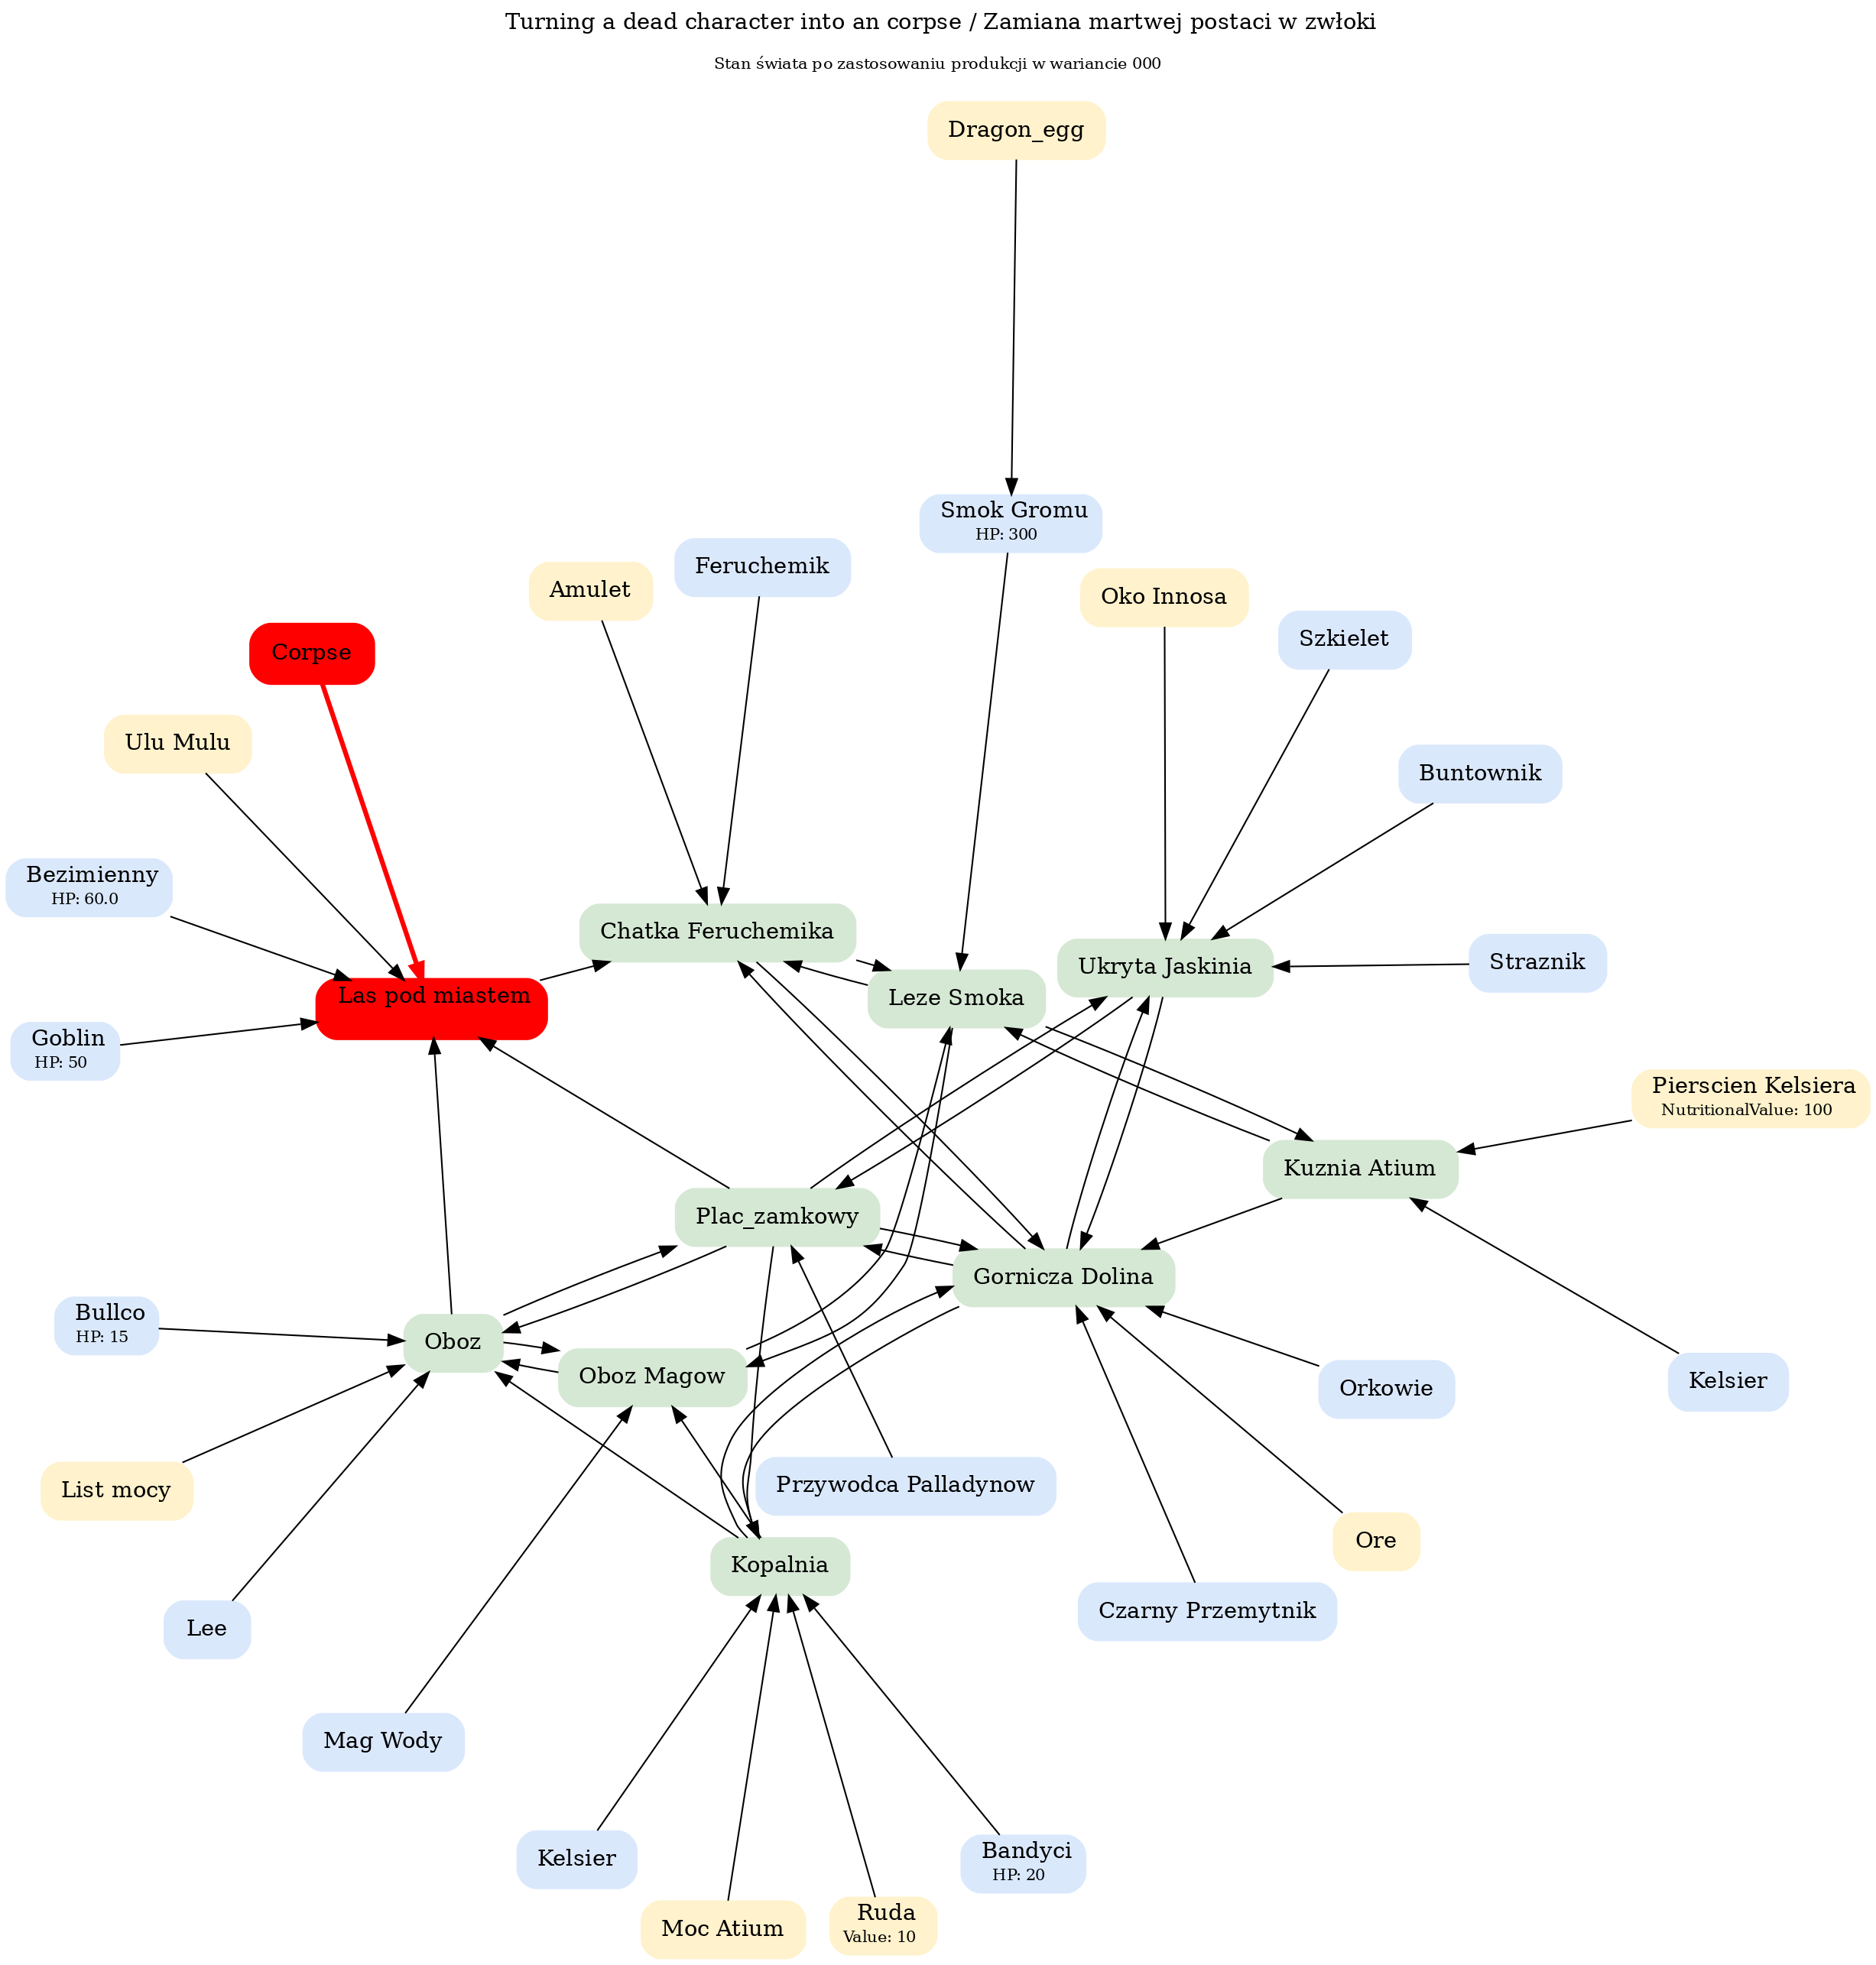 Turning a dead character into an corpse / Zamiana martwej postaci w zwłoki
Stan świata po zastosowaniu produkcji w wariancie 000
Dragon_egg
Smok Gromu
HP: 300
Feruchemik
Amulet
Oko Innosa
Szkielet
Corpse
Ulu Mulu
Buntownik
Bezimienny
HP: 60.0
Chatka Feruchemika
Ukryta Jaskinia
Straznik
Las pod miastem
Leze Smoka
Goblin
HP: 50
Pierscien Kelsiera
NutritionalValue: 100
Kuznia Atium
Plac_zamkowy
Gornicza Dolina
Bullco
HP: 15
Oboz
Oboz Magow
Orkowie
Kelsier
List mocy
Przywodca Palladynow
Ore
Kopalnia
Czarny Przemytnik
Lee
Mag Wody
Kelsier
Bandyci
HP: 20
Moc Atium
Ruda
Value: 10